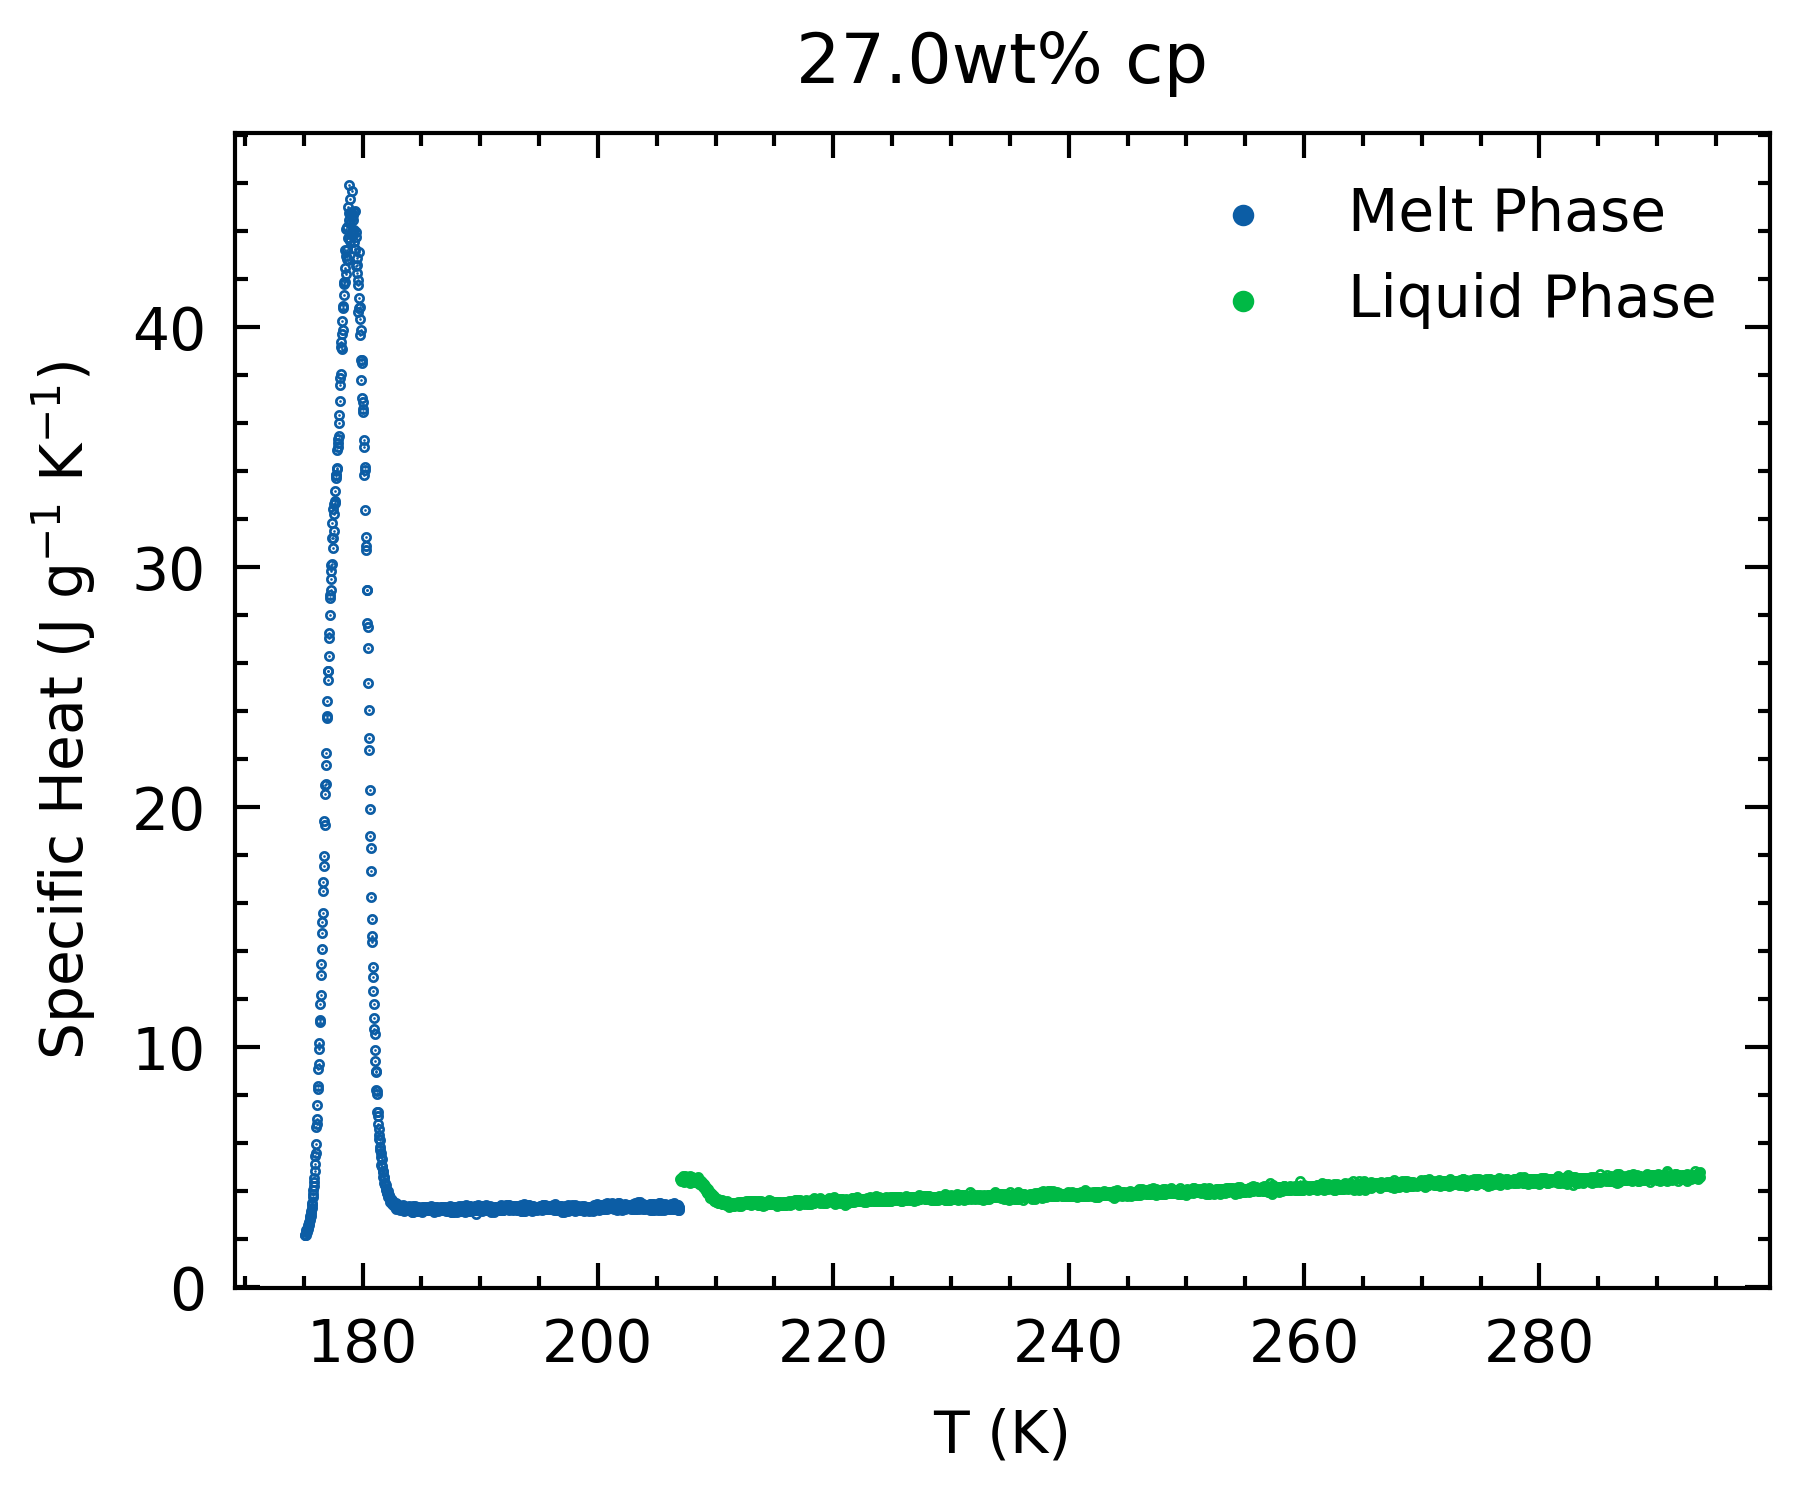 27.0wt% cp
Melt Phase
Liquid Phase
Specific Heat (J g⁻¹ K⁻¹)
40
30
20
10
0
180 200 220 240 260 280
T (K)